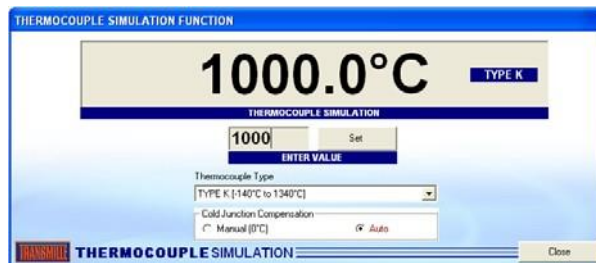 THERMOCOUPLE SIMULATION FUNCTION
1000.0°C
TYPE K
THERMOCOUPLE SIMULATION
1000
Set
ENTER VALUE
Thermocouple Type
TYPE K [-140°C to 1340°C]
Cold Junction Compensation
Manual (0°C)
Auto
TRANSMILLE THERMOCOUPLE SIMULATION
Close